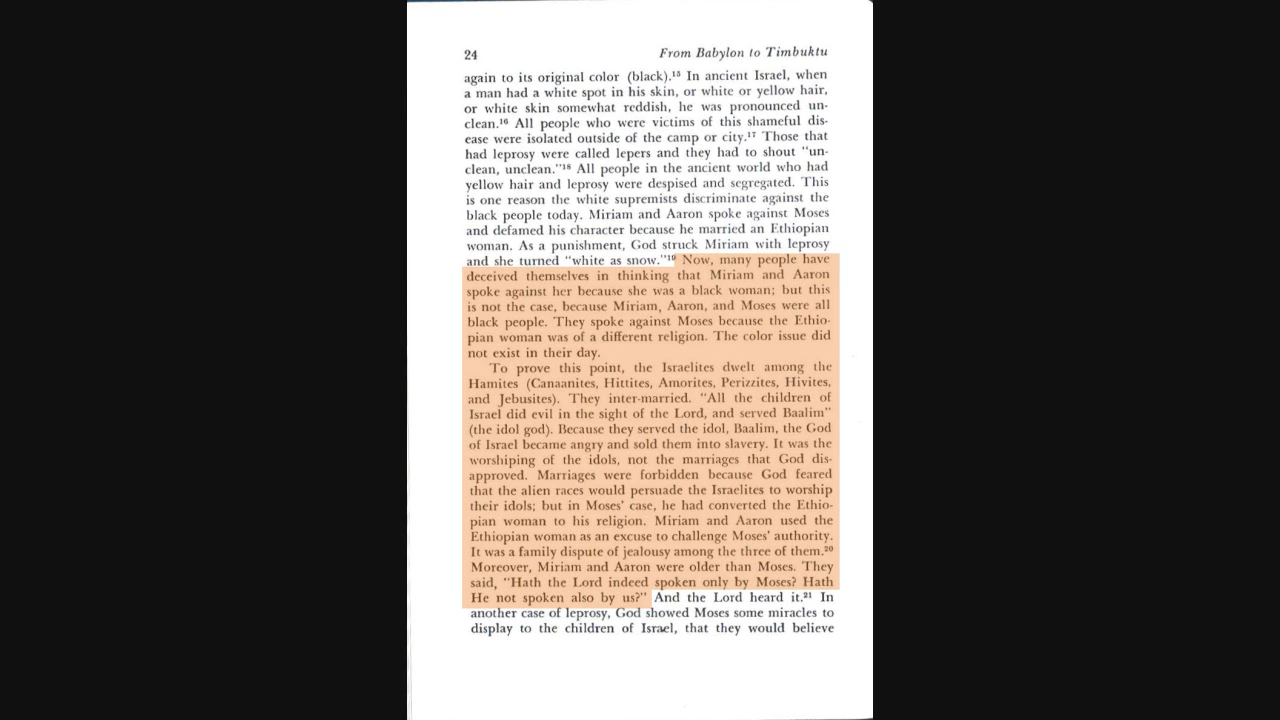 24 From Babylon to Timbuktu
again to its original color (black).¹⁵ In ancient Israel, when
a man had a white spot in his skin, or white or yellow hair,
or white skin somewhat reddish, he was pronounced un-
clean.¹⁶ All people who were victims of this shameful dis-
ease were isolated outside of the camp or city.¹⁷ Those that
had leprosy were called lepers and they had to shout "un-
clean, unclean."¹⁸ All people in the ancient world who had
yellow hair and leprosy were despised and segregated. This
is one reason the white supremists discriminate against the
black people today. Miriam and Aaron spoke against Moses
and defamed his character because he married an Ethiopian
woman. As a punishment, God struck Miriam with leprosy
and she turned "white as snow."¹⁹ Now, many people have
deceived themselves in thinking that Miriam and Aaron
spoke against her because she was a black woman; but this
is not the case, because Miriam, Aaron, and Moses were all
black people. They spoke against Moses because the Ethio-
pian woman was of a different religion. The color issue did
not exist in their day.
To prove this point, the Israelites dwelt among the
Hamites (Canaanites, Hittites, Amorites, Perizzites, Hivites,
and Jebusites). They inter-married. "All the children of
Israel did evil in the sight of the Lord, and served Baalim"
(the idol god). Because they served the idol, Baalim, the God
of Israel became angry and sold them into slavery. It was the
worshiping of the idols, not the marriages that God dis-
approved. Marriages were forbidden because God feared
that the alien races would persuade the Israelites to worship
their idols; but in Moses' case, he had converted the Ethio-
pian woman to his religion. Miriam and Aaron used the
Ethiopian woman as an excuse to challenge Moses' authority.
It was a family dispute of jealousy among the three of them.²⁰
Moreover, Miriam and Aaron were older than Moses. They
said, "Hath the Lord indeed spoken only by Moses? Hath
He not spoken also by us?" And the Lord heard it.²¹ In
another case of leprosy, God showed Moses some miracles to
display to the children of Israel, that they would believe